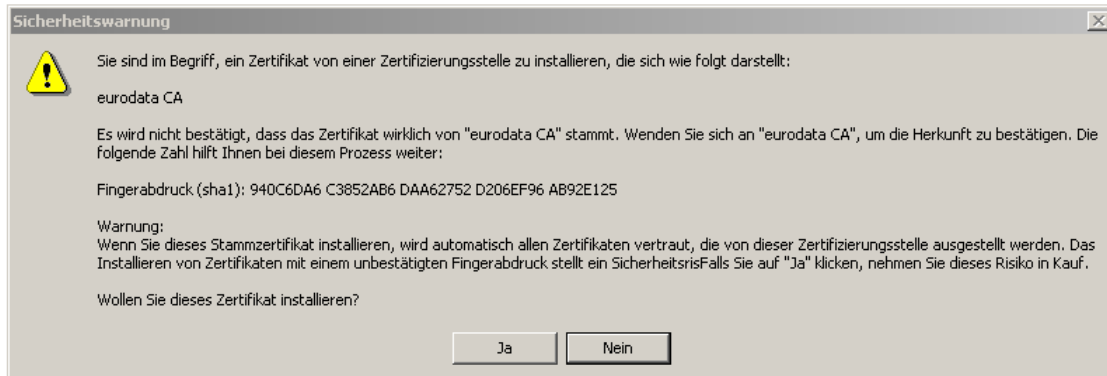 Sicherheitswarnung
Sie sind im Begriff, ein Zertifikat von einer Zertifizierungsstelle zu installieren, die sich wie folgt darstellt:
eurodata CA
Es wird nicht bestätigt, dass das Zertifikat wirklich von "eurodata CA" stammt. Wenden Sie sich an "eurodata CA", um die Herkunft zu bestätigen. Die
folgende Zahl hilft Ihnen bei diesem Prozess weiter:
Fingerabdruck (sha1): 940C6DA6 C3852AB6 DAA62752 D206EF96 AB92E125
Warnung:
Wenn Sie dieses Stammzertifikat installieren, wird automatisch allen Zertifikaten vertraut, die von dieser Zertifizierungsstelle ausgestellt werden. Das
Installieren von Zertifikaten mit einem unbestätigten Fingerabdruck stellt ein SicherheitsrisFalls Sie auf "Ja" klicken, nehmen Sie dieses Risiko in Kauf.
Wollen Sie dieses Zertifikat installieren?
Ja
Nein